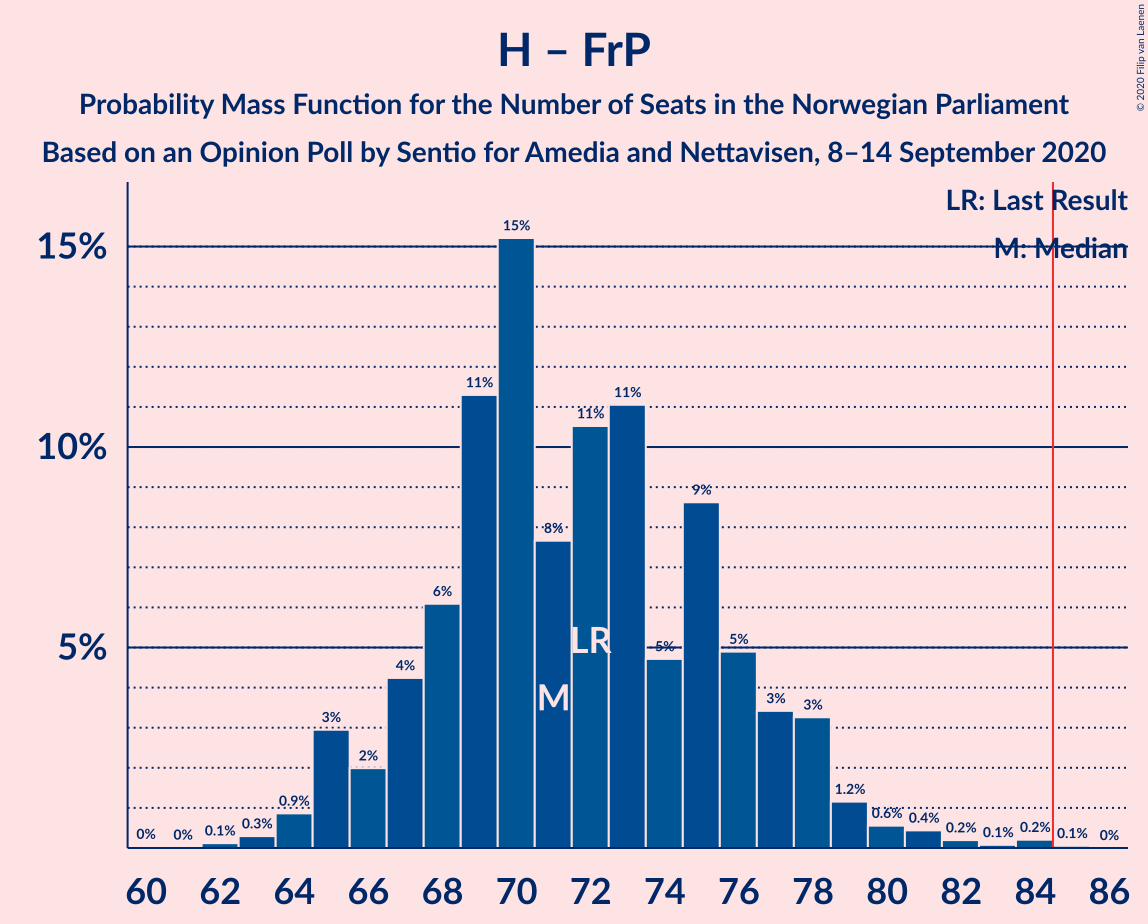 H – FrP
Probability Mass Function for the Number of Seats in the Norwegian Parliament
Based on an Opinion Poll by Sentio for Amedia and Nettavisen, 8–14 September 2020
© 2020 Filip van Laenen
LR: Last Result
M: Median
15%
10%
5%
0% 0% 0.1% 0.3% 0.9% 3% 2% 4% 6% 11% 15% 8% 11% 11% 5% 9% 5% 3% 3% 1.2% 0.6% 0.4% 0.2% 0.1% 0.2% 0.1% 0%
LR
M
60 62 64 66 68 70 72 74 76 78 80 82 84 86